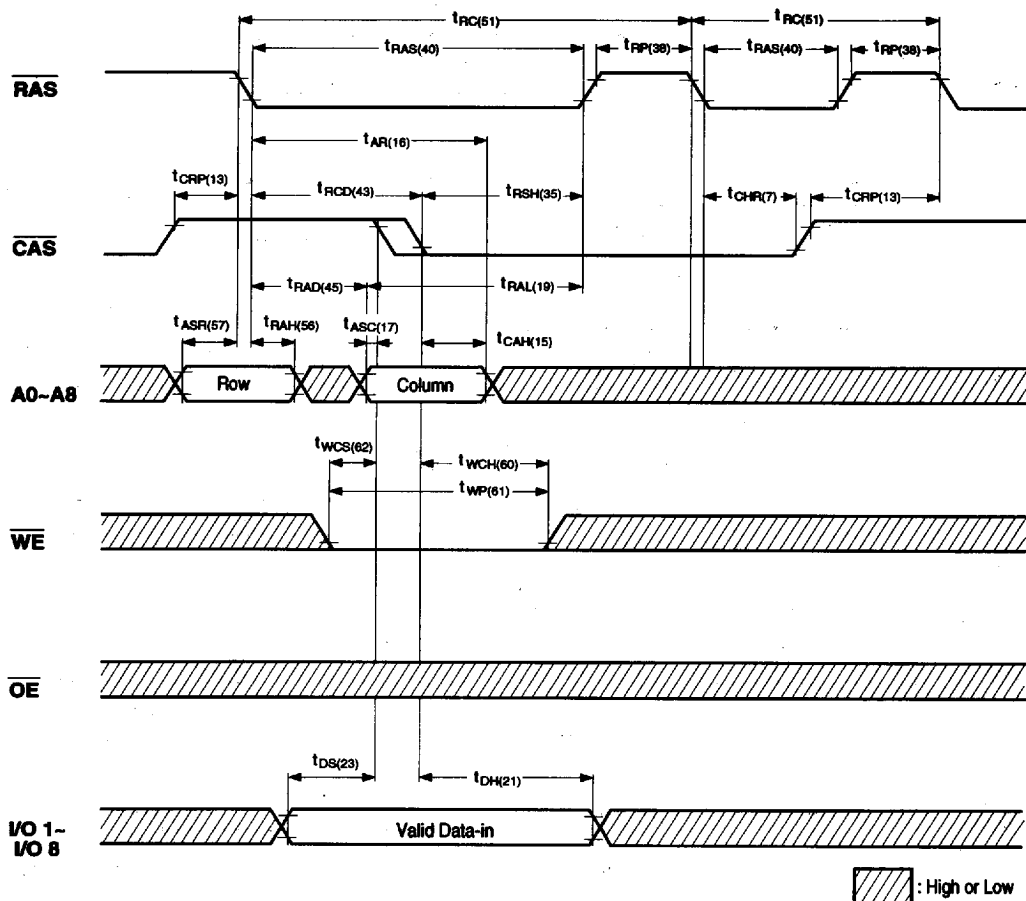 tRC(51) tRC(51)
tRAS(40) tRP(38) tRAS(40) tRP(38)
RAS
tAR(16)
tCRP(13) tRCD(43) tRSH(35) tCHR(7) tCRP(13)
CAS
tRAD(45) tRAL(19)
tASR(57) tRAH(56) tASC(17) tCAH(15)
A0~A8 Row Column
tWCS(62) tWCH(60)
tWP(61)
WE
OE
tDS(23) tDH(21)
I/O 1~ Valid Data-in
I/O 8
: High or Low